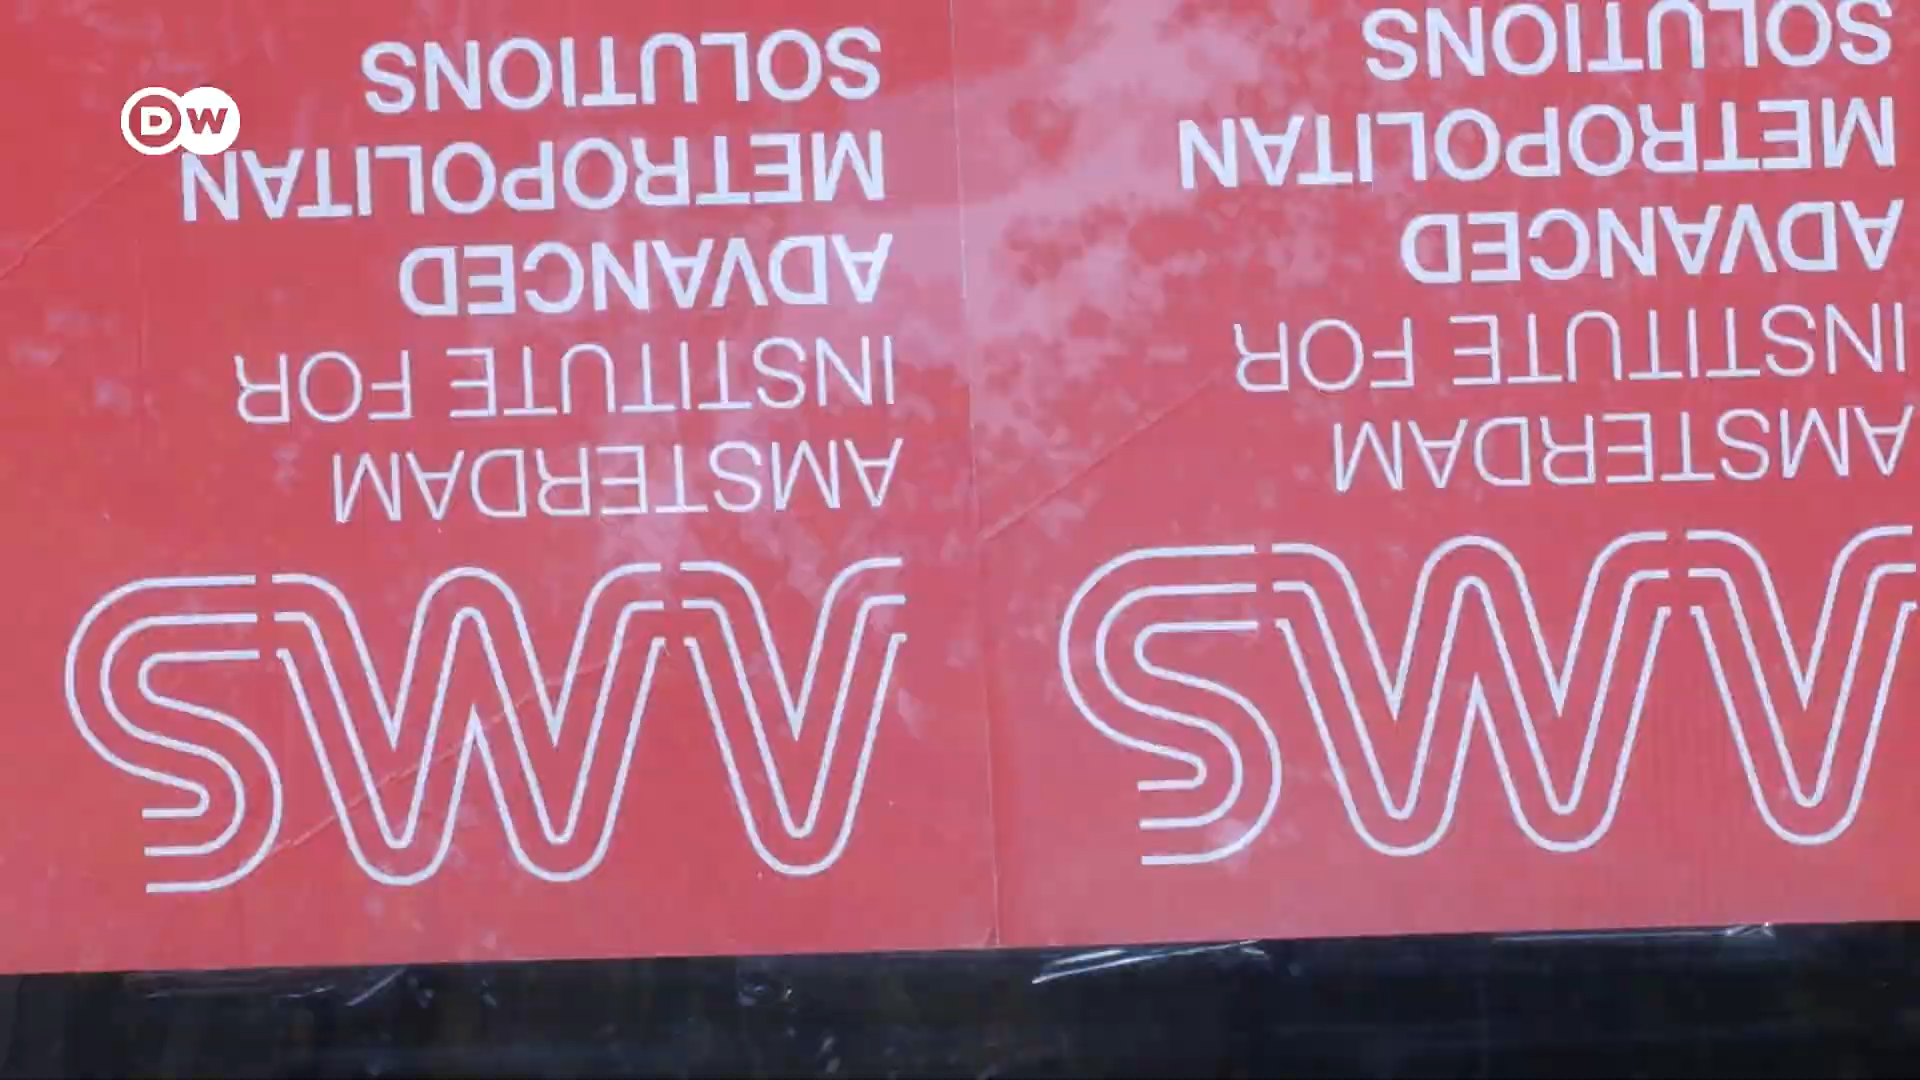 DW
AMS
AMSTERDAM
INSTITUTE FOR
ADVANCED
METROPOLITAN
SOLUTIONS
AMS
AMSTERDAM
INSTITUTE FOR
ADVANCED
METROPOLITAN
SOLUTIONS